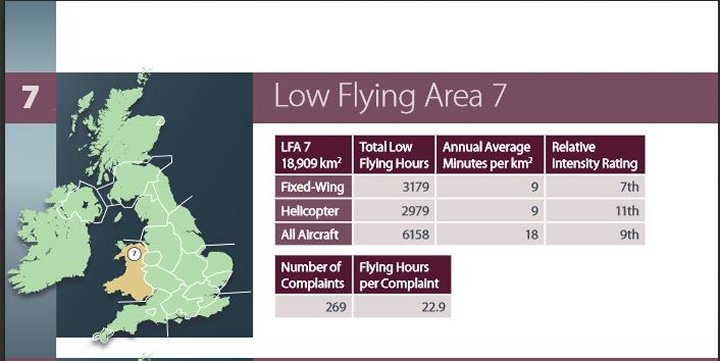 7
Low Flying Area 7
LFA 7 Total Low Annual Average Relative
18,909 km² Flying Hours Minutes per km² Intensity Rating
Fixed-Wing 3179 9 7th
Helicopter 2979 9 11th
All Aircraft 6158 18 9th
Number of Flying Hours
Complaints per Complaint
269 22.9
7